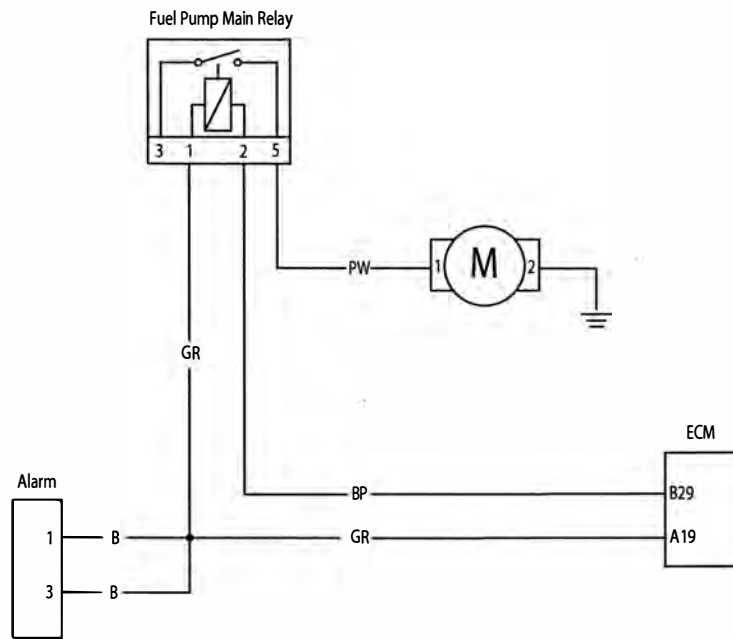 Fuel Pump Main Relay
3 1 2 5
PW
1 M 2
GR
ECM
Alarm
BP B29
1 B GR A19
3 B